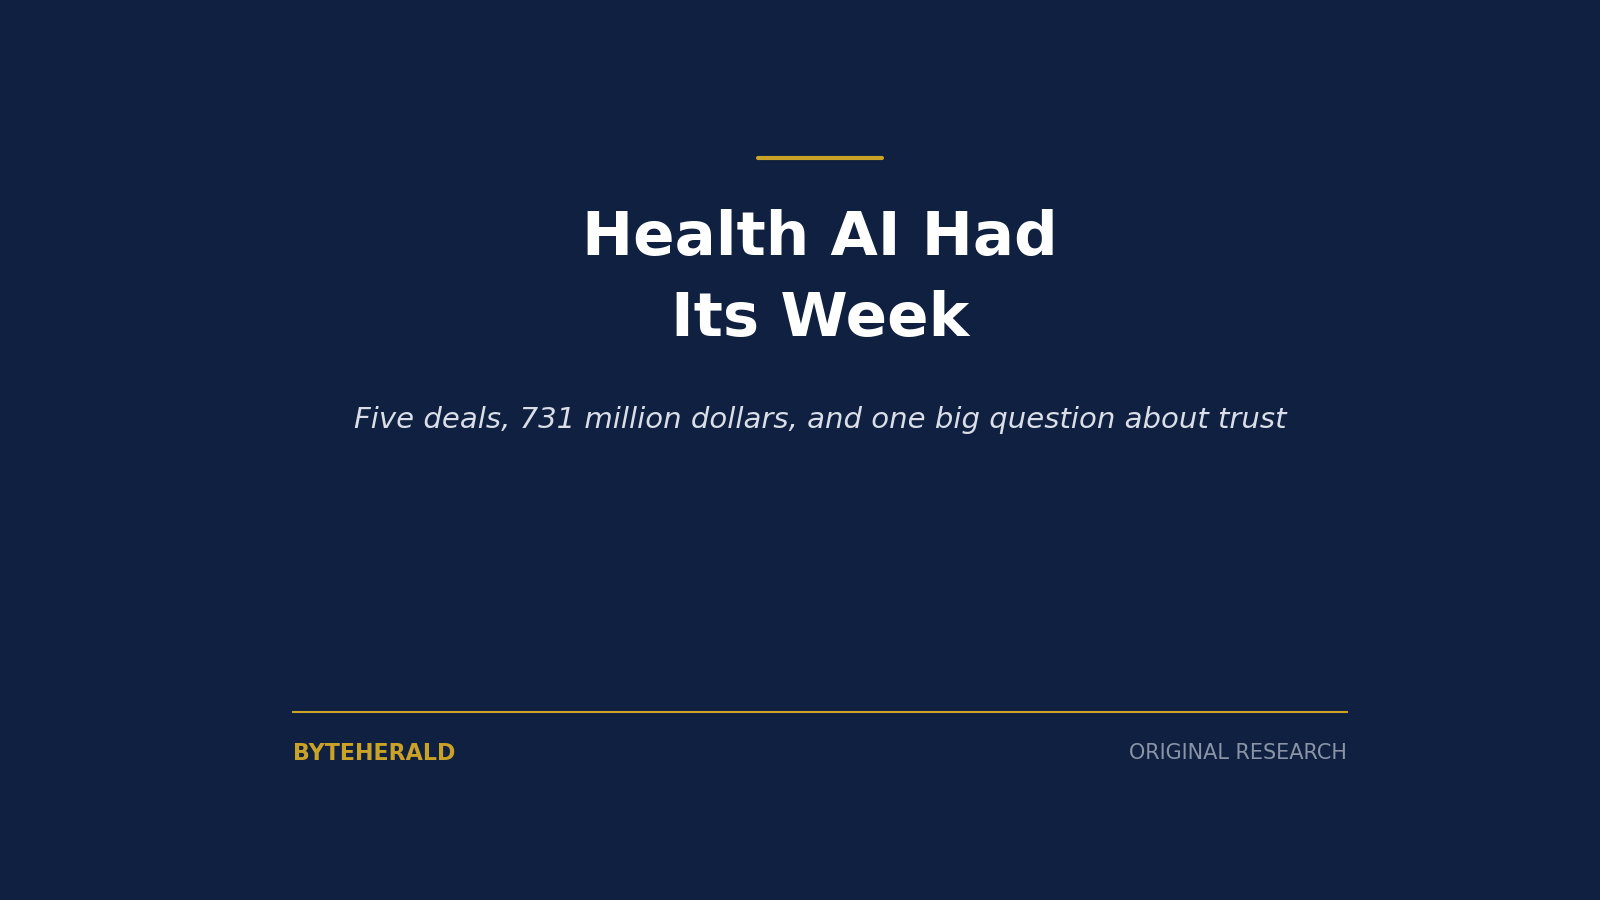 Health AI Had
Its Week
Five deals, 731 million dollars, and one big question about trust
BYTEHERALD
ORIGINAL RESEARCH